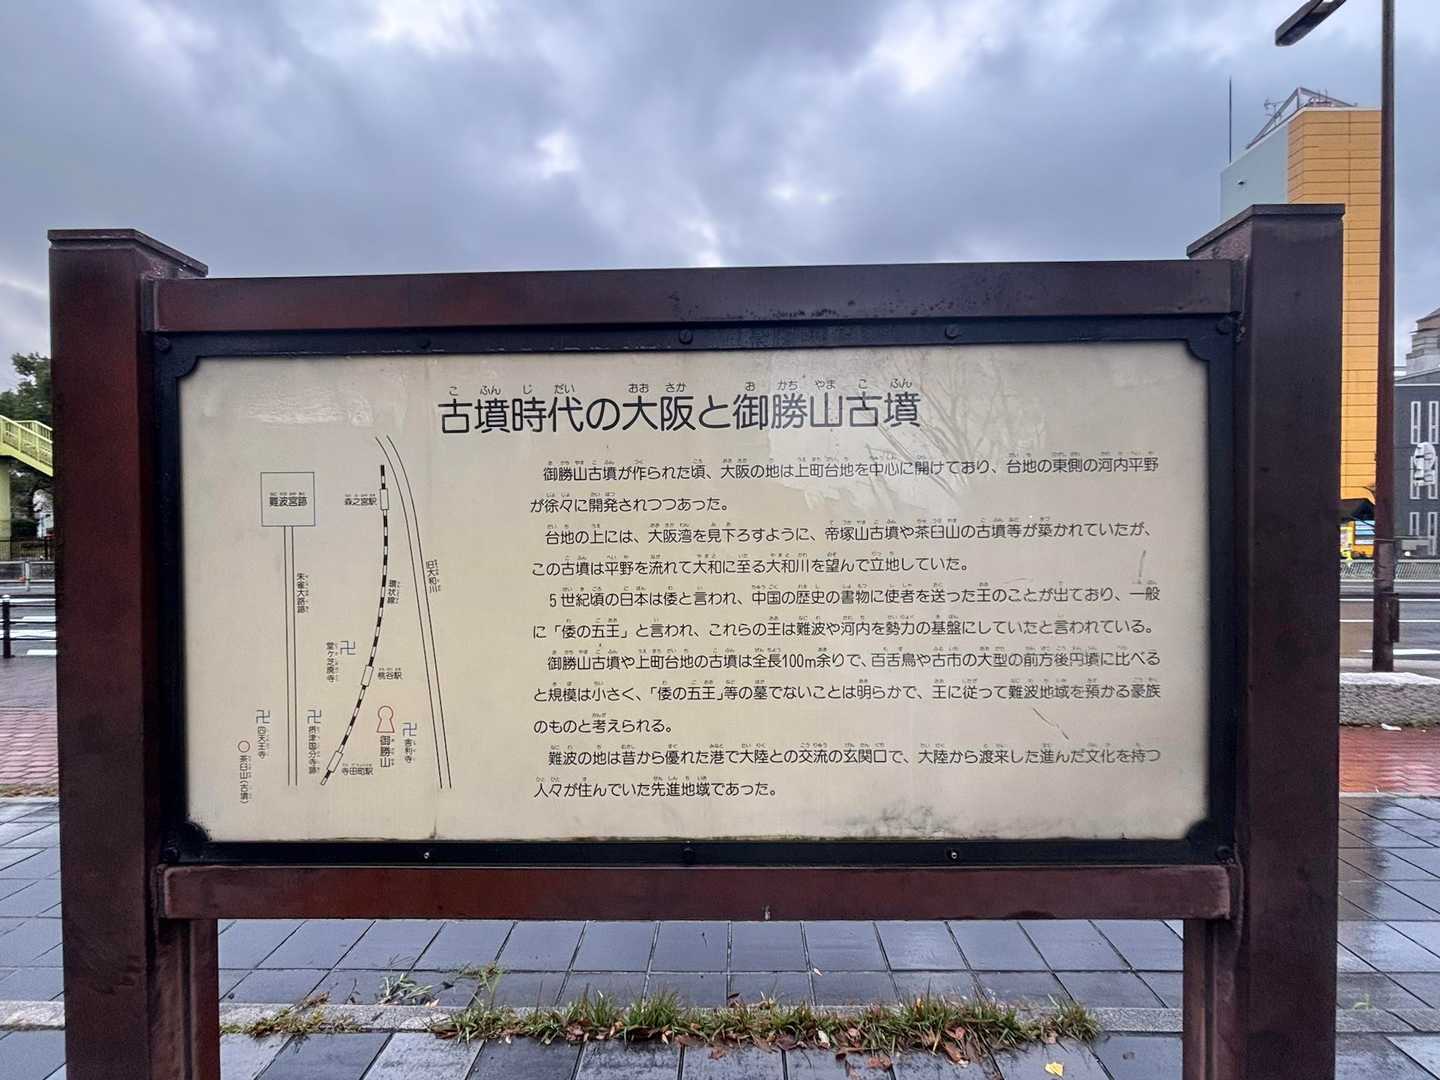 古墳時代の大阪と御勝山古墳
御勝山古墳が作られた頃、大阪の地は上町台地を中心に開けており、台地の東側の河内平野
が徐々に開発されつつあった。
台地の上には、大阪湾を見下ろすように、帝塚山古墳や茶臼山の古墳等が築かれていたが、
この古墳は平野を流れて大和に至る大和川を望んで立地していた。
5世紀頃の日本は倭と言われ、中国の歴史の書物に使者を送った王のことが出ており、一般
に「倭の五王」と言われ、これらの王は難波や河内を勢力の基盤にしていたと言われている。
御勝山古墳や上町台地の古墳は全長100m余りで、百舌鳥や古市の大型の前方後円墳に比べる
と規模は小さく、「倭の五王」等の墓でないことは明らかで、王に従って難波地域を預かる豪族
のものと考えられる。
難波の地は昔から優れた港で大陸との交流の玄関口で、大陸から渡来した進んだ文化を持つ
人々が住んでいた先進地域であった。
難波宮跡
森之宮駅
朱雀大路跡
環状線
旧大和川
堂ヶ芝廃寺
桃谷駅
四天王寺
摂津国分寺跡
御勝山
舎利寺
茶臼山(古墳)
寺田町駅